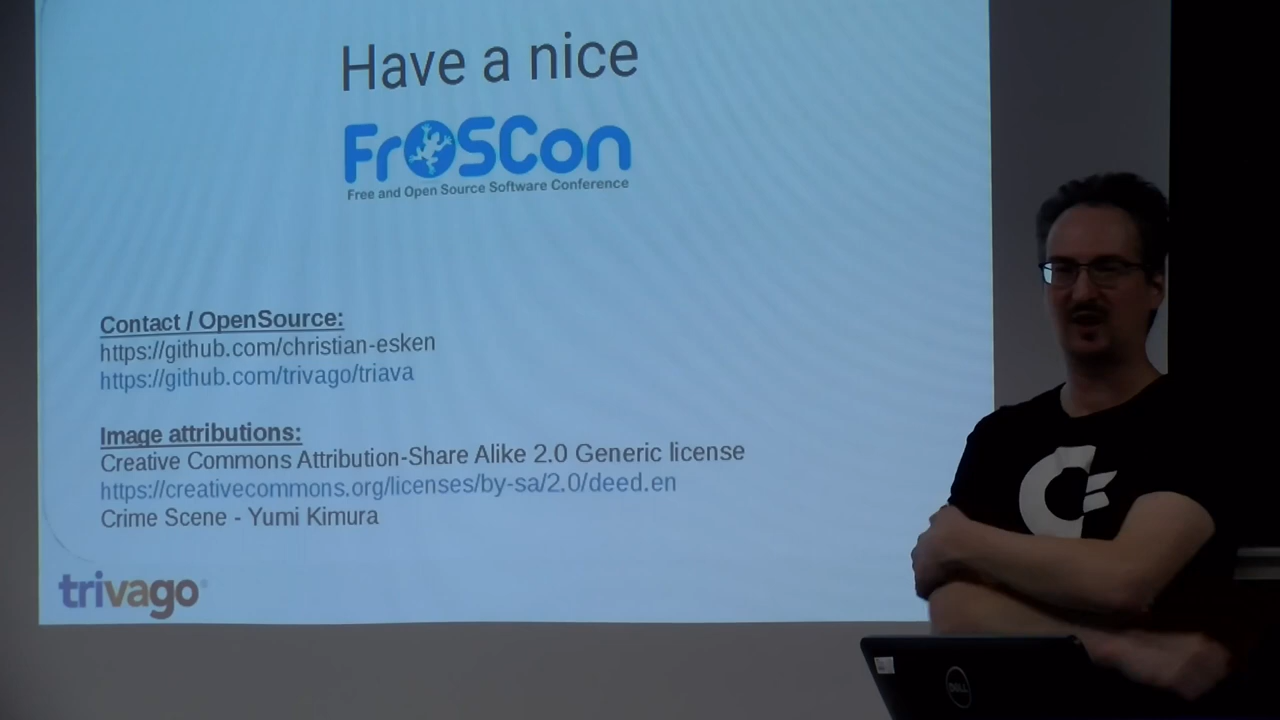 Have a nice
FrOSCon
Free and Open Source Software Conference
Contact / OpenSource:
https://github.com/christian-esken
https://github.com/trivago/triava
Image attributions:
Creative Commons Attribution-Share Alike 2.0 Generic license
https://creativecommons.org/licenses/by-sa/2.0/deed.en
Crime Scene - Yumi Kimura
trivago®
DELL